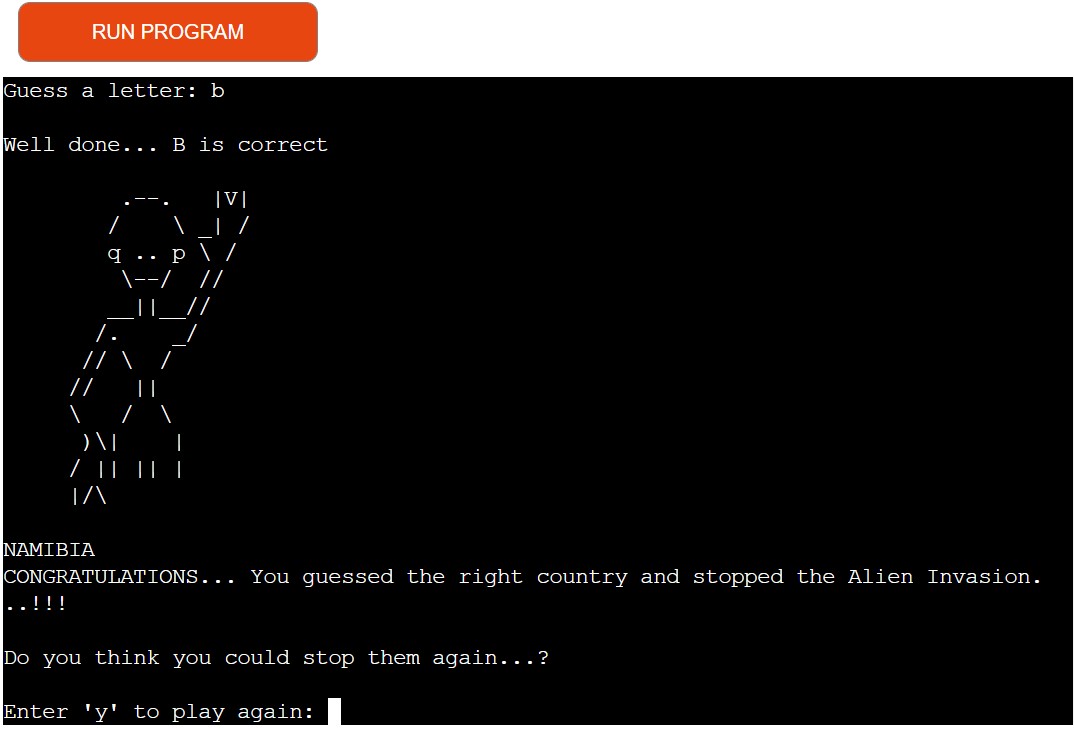 RUN PROGRAM
Guess a letter: b
Well done... B is correct
         .--.   |V|
        /    \ _| /
        q .. p \ /
         \--/  //
        __||__//
       /.    _/
      // \  /
     //   ||
     \   /  \
      )\|    |
     / || || |
     |/\
NAMIBIA
CONGRATULATIONS... You guessed the right country and stopped the Alien Invasion.
..!!!
Do you think you could stop them again...?
Enter 'y' to play again: